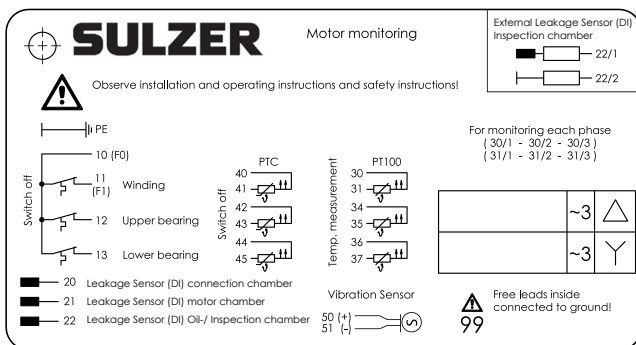 SULZER
Motor monitoring
External Leakage Sensor (DI)
Inspection chamber
22/1
22/2
Observe installation and operating instructions and safety instructions!
PE
For monitoring each phase
( 30/1 - 30/2 - 30/3 )
( 31/1 - 31/2 - 31/3 )
Switch off
10 (F0)
11 Winding
(F1)
12 Upper bearing
13 Lower bearing
Switch off
PTC
40
41
42
43
44
45
Temp. measurement
PT100
30
31
34
35
36
37
~3
~3
20 Leakage Sensor (DI) connection chamber
21 Leakage Sensor (DI) motor chamber
22 Leakage Sensor (DI) Oil-/ Inspection chamber
Vibration Sensor
50 (+)
51 (-)
S
Free leads inside
connected to ground!
99